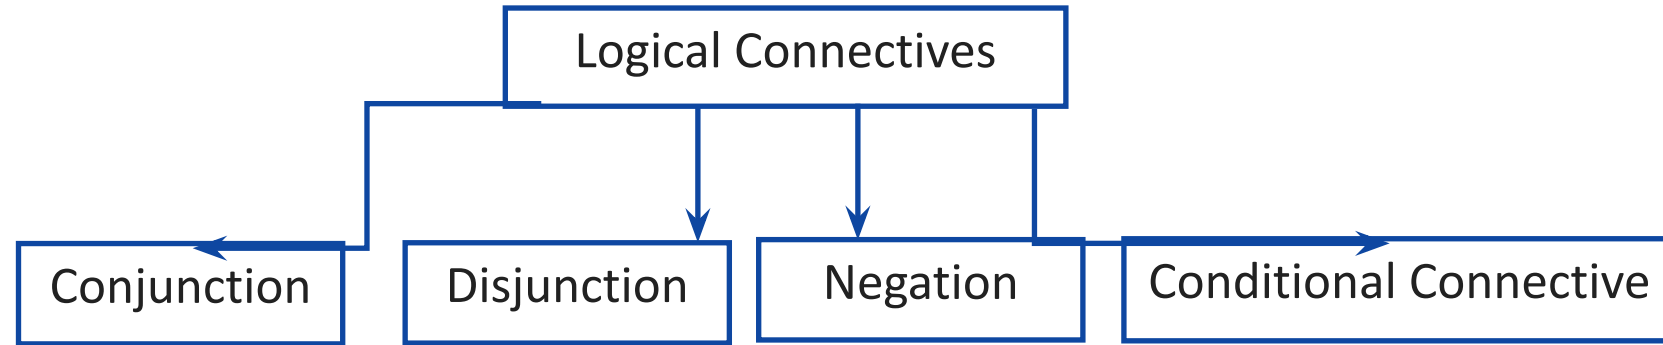 Logical Connectives
Conjunction
Disjunction
Negation
Conditional Connective